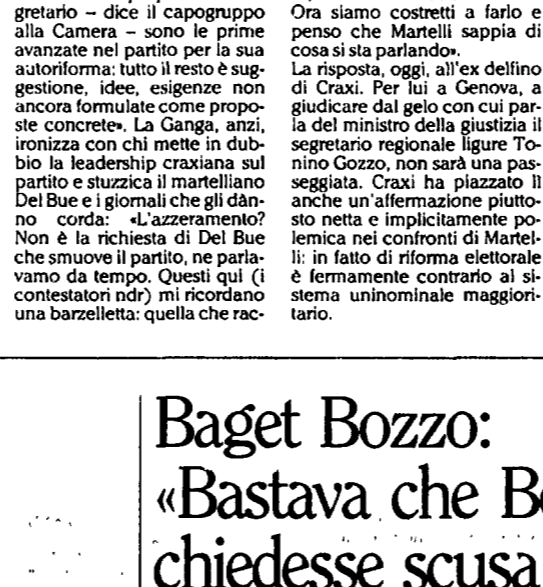 gretario – dice il capogruppo
alla Camera – sono le prime
avanzate nel partito per la sua
autoriforma: tutto il resto è sug-
gestione, idee, esigenze non
ancora formulate come propo-
ste concrete». La Ganga, anzi,
ironizza con chi mette in dub-
bio la leadership craxiana sul
partito e stuzzica il martelliano
Del Bue e i giornali che gli dàn-
no corda: «L'azzeramento?
Non è la richiesta di Del Bue
che smuove il partito, ne parla-
vamo da tempo. Questi qui (i
contestatori ndr) mi ricordano
una barzelletta: quella che rac-
Ora siamo costretti a farlo e
penso che Martelli sappia di
cosa si sta parlando».
La risposta, oggi, all'ex delfino
di Craxi. Per lui a Genova, a
giudicare dal gelo con cui par-
la del ministro della giustizia il
segretario regionale ligure To-
nino Gozzo, non sarà una pas-
seggiata. Craxi ha piazzato lì
anche un'affermazione piutto-
sto netta e implicitamente po-
lemica nei confronti di Martel-
li: in fatto di riforma elettorale
è fermamente contrario al si-
stema uninominale maggiori-
tario.
Baget Bozzo:
«Bastava che B
chiedesse scusa